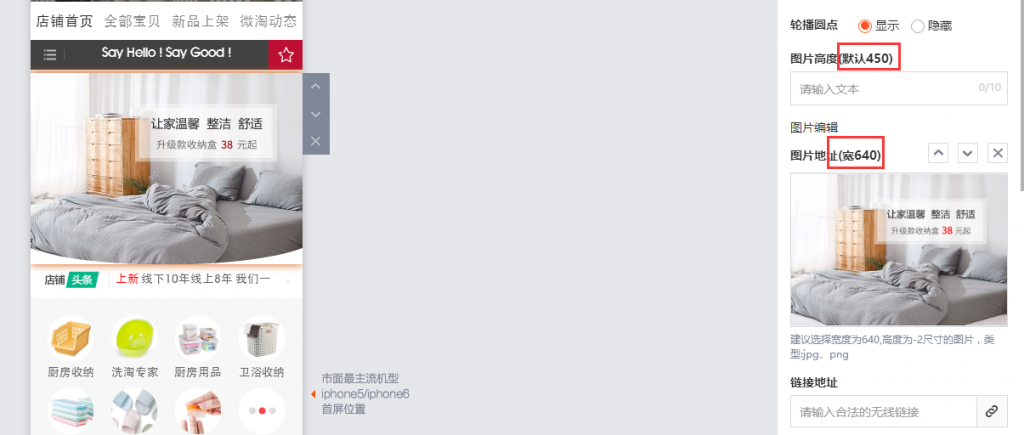 店铺首页 全部宝贝 新品上架 微淘动态
Say Hello ! Say Good !
让家温馨 整洁 舒适
升级款收纳盒 38 元起
店铺 头条 上新 线下10年线上8年 我们一
厨房收纳 洗淘专家 厨房用品 卫浴收纳
市面最主流机型
iphone5/iphone6
首屏位置
轮播圆点 显示 隐藏
图片高度(默认450)
请输入文本 0/10
图片编辑
图片地址(宽640)
让家温馨 整洁 舒适
升级款收纳盒 38 元起
建议选择宽度为640,高度为-2尺寸的图片，类
型:jpg、png
链接地址
请输入合法的无线链接